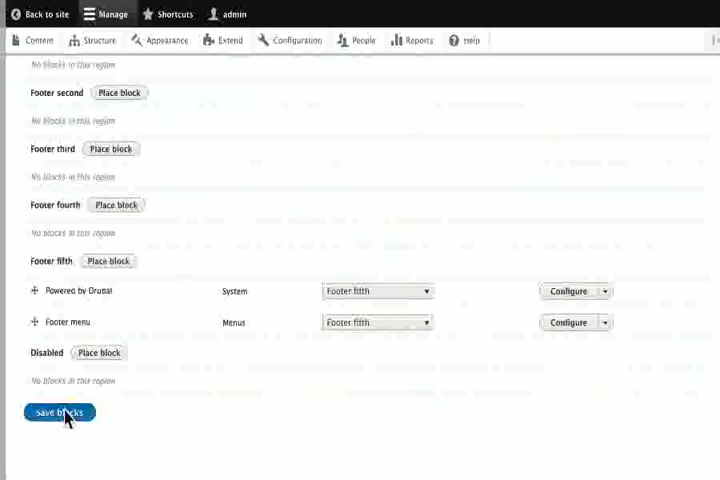 Back to site Manage Shortcuts admin
Content Structure Appearance Extend Configuration People Reports Help
No blocks in this region
Footer second Place block
No blocks in this region
Footer third Place block
No blocks in this region
Footer fourth Place block
No blocks in this region
Footer fifth Place block
Powered by Drupal System Footer fifth Configure
Footer menu Menus Footer fifth Configure
Disabled Place block
No blocks in this region
Save blocks